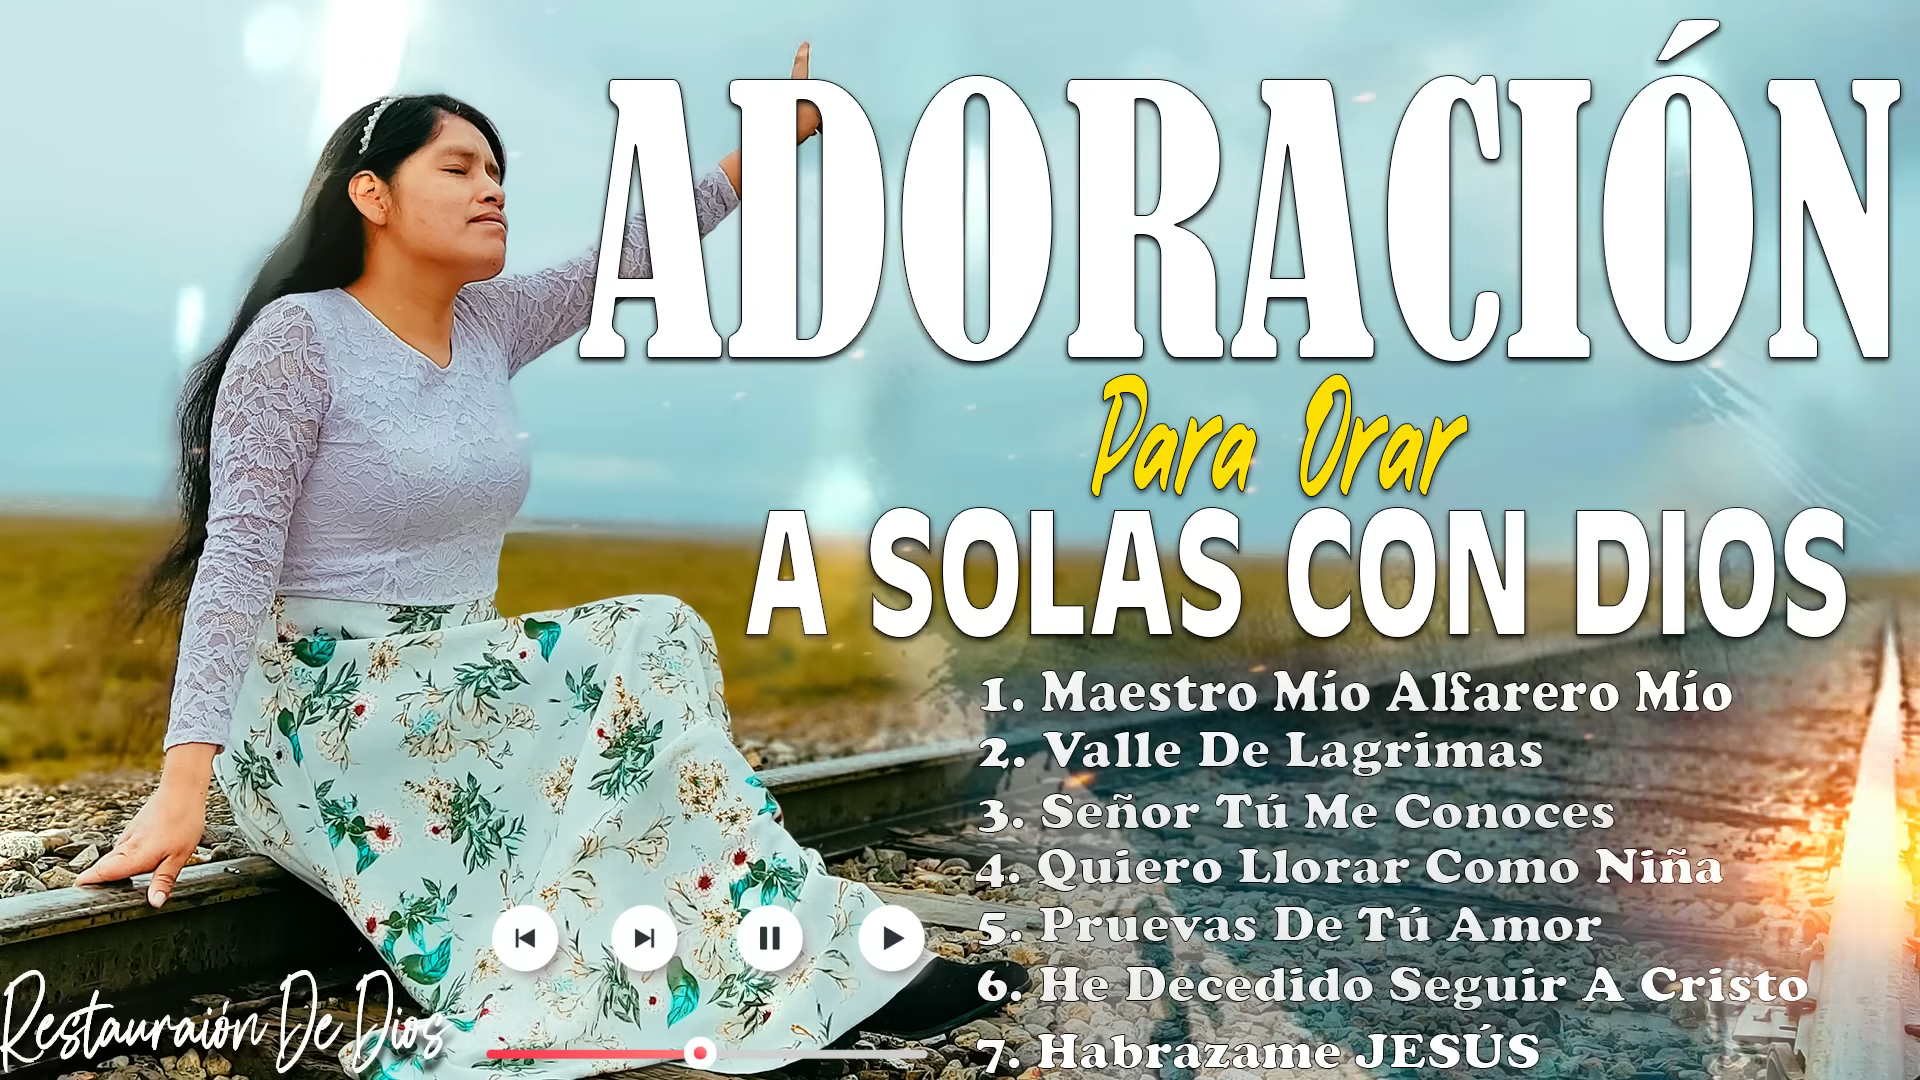 ADORACIÓN
Para Orar
A SOLAS CON DIOS
1. Maestro Mío Alfarero Mío
2. Valle De Lagrimas
3. Señor Tú Me Conoces
4. Quiero Llorar Como Niña
5. Pruevas De Tú Amor
6. He Decedido Seguir A Cristo
7. Habrazame JESÚS
Restauraión De Dios